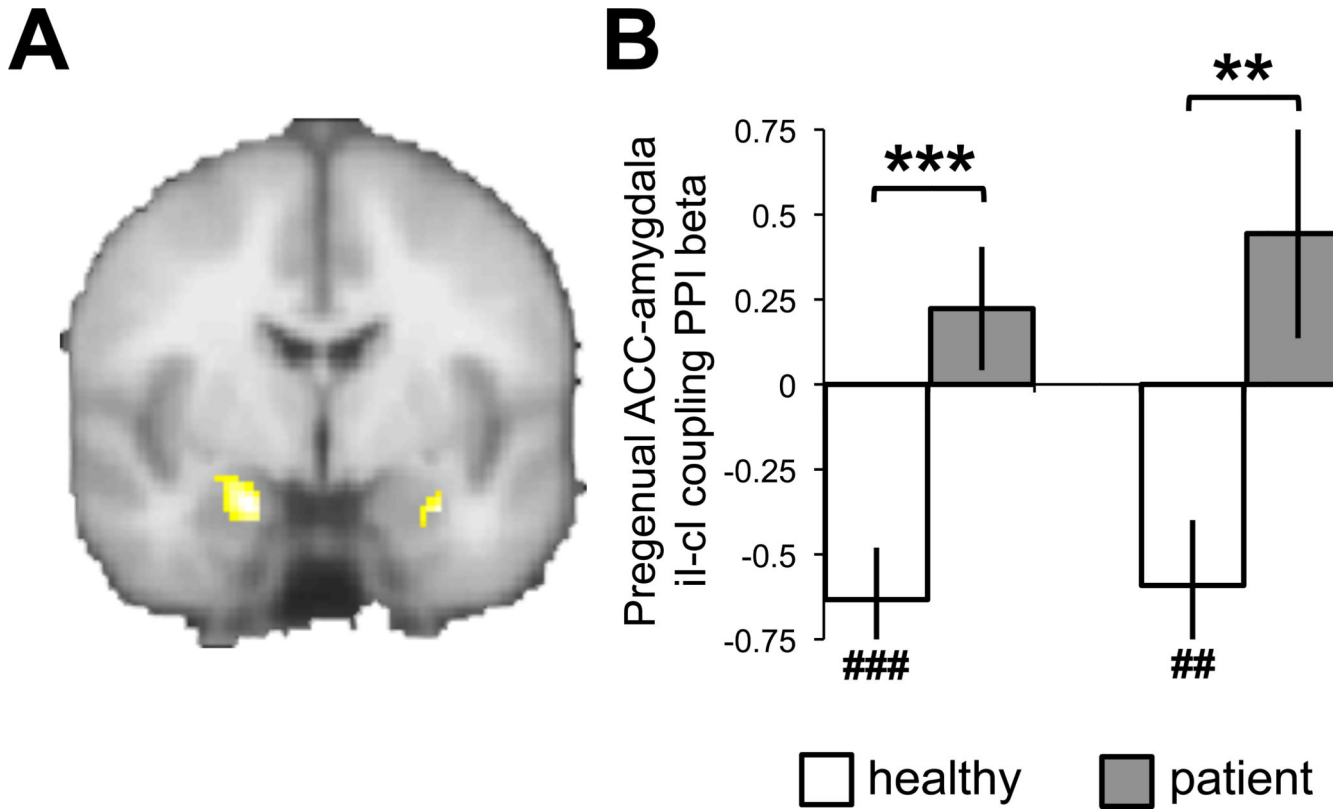 A
B
Pregenual ACC-amygdala
il-cl coupling PPI beta
***
**
0.75
0.5
0.25
0
-0.25
-0.5
-0.75
###
##
healthy
patient